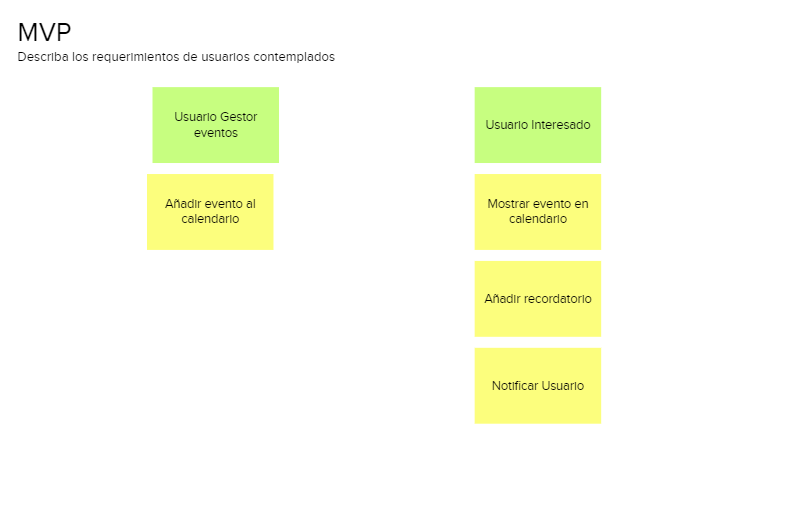 MVP
Describa los requerimientos de usuarios contemplados
Usuario Gestor
eventos
Añadir evento al
calendario
Usuario Interesado
Mostrar evento en
calendario
Añadir recordatorio
Notificar Usuario